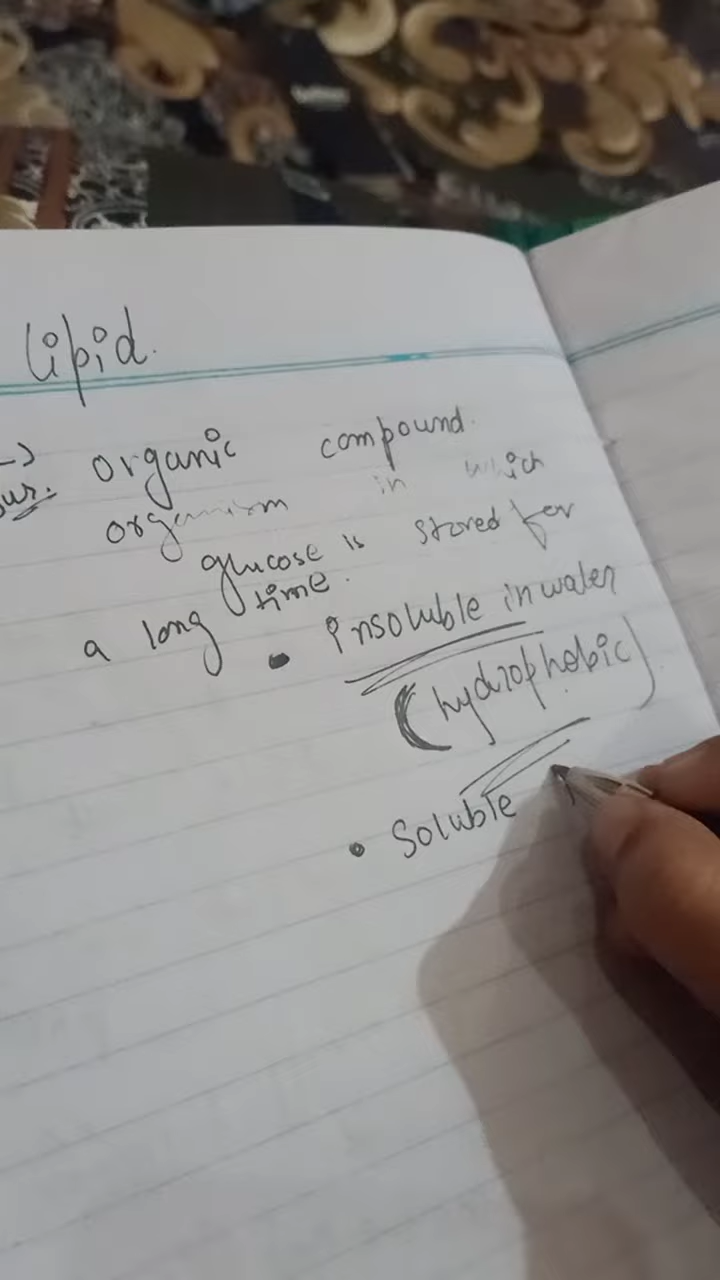 lipid.
→ organic compound.
organism in which
glucose is stored for
a long time.
• insoluble in water
(hydrophobic)
• Soluble